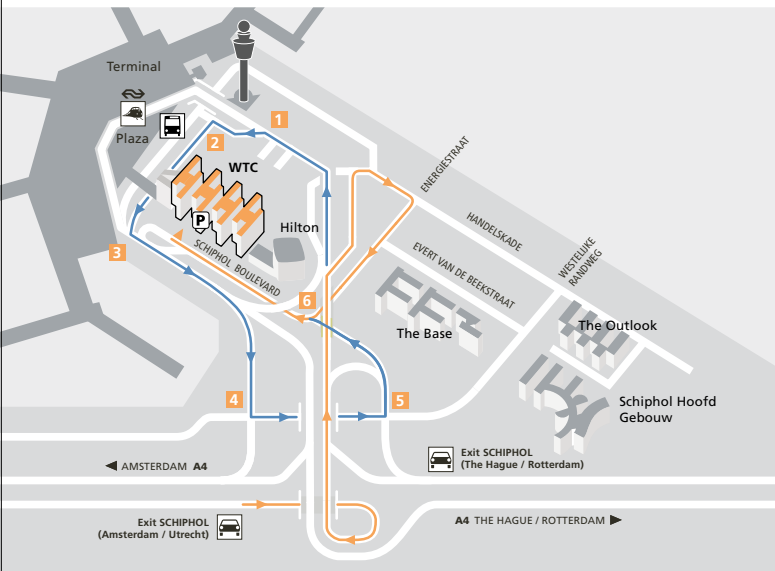 Terminal
Plaza
1
2
WTC
P
Hilton
3
SCHIPHOL BOULEVARD
6
ENERGIESTRAAT
HANDELSKADE
WESTELIJKE
RANDWEG
EVERT VAN DE BEEKSTRAAT
The Base
The Outlook
Schiphol Hoofd
Gebouw
4
5
AMSTERDAM A4
Exit SCHIPHOL
(The Hague / Rotterdam)
Exit SCHIPHOL
(Amsterdam / Utrecht)
A4 THE HAGUE / ROTTERDAM